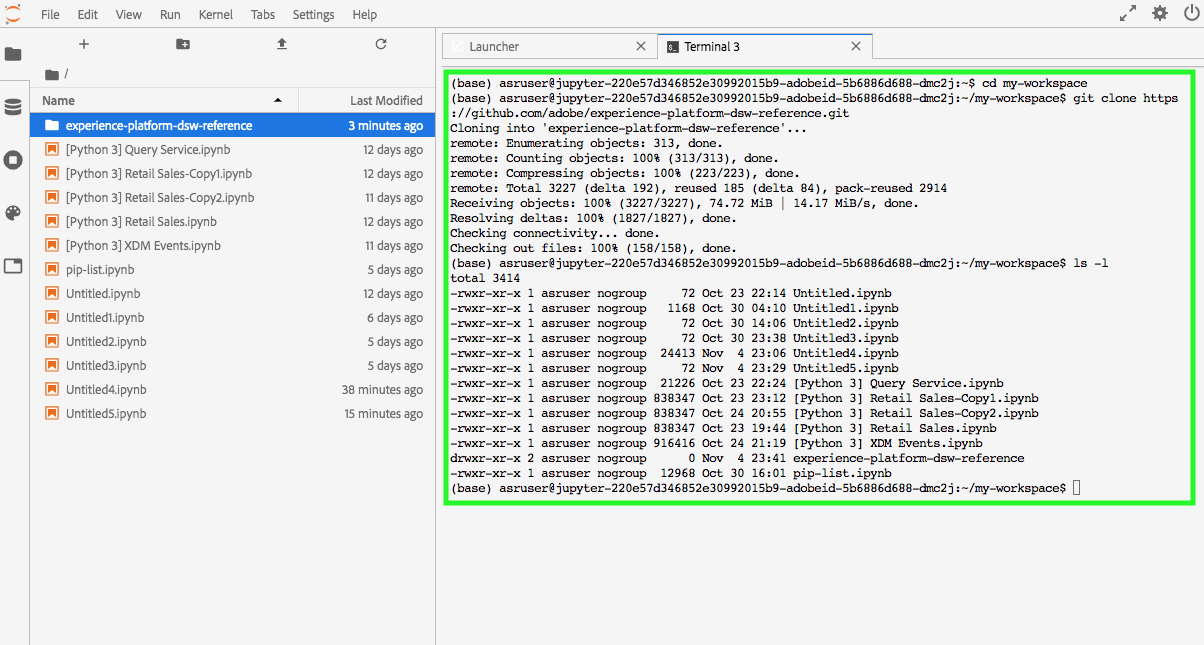 File Edit View Run Kernel Tabs Settings Help
/
Name Last Modified
experience-platform-dsw-reference 3 minutes ago
[Python 3] Query Service.ipynb 12 days ago
[Python 3] Retail Sales-Copy1.ipynb 12 days ago
[Python 3] Retail Sales-Copy2.ipynb 11 days ago
[Python 3] Retail Sales.ipynb 12 days ago
[Python 3] XDM Events.ipynb 11 days ago
pip-list.ipynb 5 days ago
Untitled.ipynb 12 days ago
Untitled1.ipynb 6 days ago
Untitled2.ipynb 5 days ago
Untitled3.ipynb 5 days ago
Untitled4.ipynb 38 minutes ago
Untitled5.ipynb 15 minutes ago
Launcher
Terminal 3
(base) asruser@jupyter-220e57d346852e30992015b9-adobeid-5b6886d688-dmc2j:~$ cd my-workspace
(base) asruser@jupyter-220e57d346852e30992015b9-adobeid-5b6886d688-dmc2j:~/my-workspace$ git clone https
://github.com/adobe/experience-platform-dsw-reference.git
Cloning into 'experience-platform-dsw-reference'...
remote: Enumerating objects: 313, done.
remote: Counting objects: 100% (313/313), done.
remote: Compressing objects: 100% (223/223), done.
remote: Total 3227 (delta 192), reused 185 (delta 84), pack-reused 2914
Receiving objects: 100% (3227/3227), 74.72 MiB | 14.17 MiB/s, done.
Resolving deltas: 100% (1827/1827), done.
Checking connectivity... done.
Checking out files: 100% (158/158), done.
(base) asruser@jupyter-220e57d346852e30992015b9-adobeid-5b6886d688-dmc2j:~/my-workspace$ ls -l
total 3414
-rwxr-xr-x 1 asruser nogroup 72 Oct 23 22:14 Untitled.ipynb
-rwxr-xr-x 1 asruser nogroup 1168 Oct 30 04:10 Untitled1.ipynb
-rwxr-xr-x 1 asruser nogroup 72 Oct 30 14:06 Untitled2.ipynb
-rwxr-xr-x 1 asruser nogroup 72 Oct 30 23:38 Untitled3.ipynb
-rwxr-xr-x 1 asruser nogroup 24413 Nov 4 23:06 Untitled4.ipynb
-rwxr-xr-x 1 asruser nogroup 72 Nov 4 23:29 Untitled5.ipynb
-rwxr-xr-x 1 asruser nogroup 21226 Oct 23 22:24 [Python 3] Query Service.ipynb
-rwxr-xr-x 1 asruser nogroup 838347 Oct 23 23:12 [Python 3] Retail Sales-Copy1.ipynb
-rwxr-xr-x 1 asruser nogroup 838347 Oct 24 20:55 [Python 3] Retail Sales-Copy2.ipynb
-rwxr-xr-x 1 asruser nogroup 838347 Oct 23 19:44 [Python 3] Retail Sales.ipynb
-rwxr-xr-x 1 asruser nogroup 916416 Oct 24 21:19 [Python 3] XDM Events.ipynb
drwxr-xr-x 2 asruser nogroup 0 Nov 4 23:41 experience-platform-dsw-reference
-rwxr-xr-x 1 asruser nogroup 12968 Oct 30 16:01 pip-list.ipynb
(base) asruser@jupyter-220e57d346852e30992015b9-adobeid-5b6886d688-dmc2j:~/my-workspace$